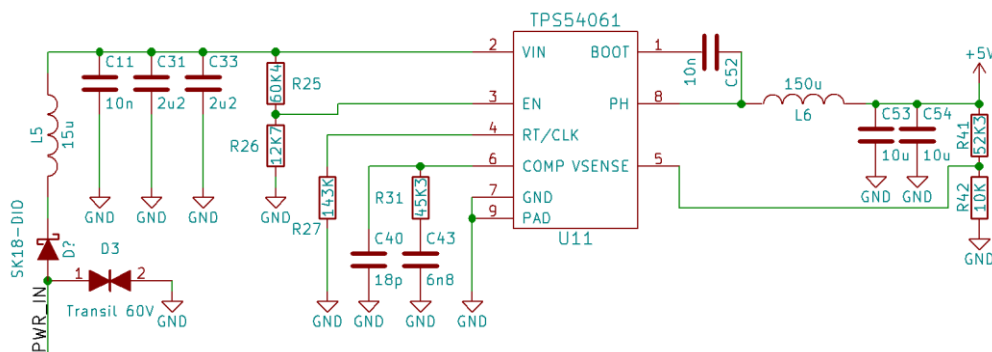 TPS54061
2
VIN
BOOT
1
3
EN
PH
8
4
RT/CLK
6
COMP
VSENSE
5
7
GND
9
PAD
U11
C11
10n
C31
2u2
C33
2u2
60K4
R25
R26
12K7
L5
15u
10n
C52
150u
L6
+5V
C53
10u
C54
10u
R41
52K3
R42
10K
GND
GND
GND
GND
GND
GND
GND
143K
R27
R31
45K3
C40
18p
C43
6n8
GND
GND
GND
GND
SK18-DIO
D?
D3
1
2
Transil 60V
GND
PWR_IN